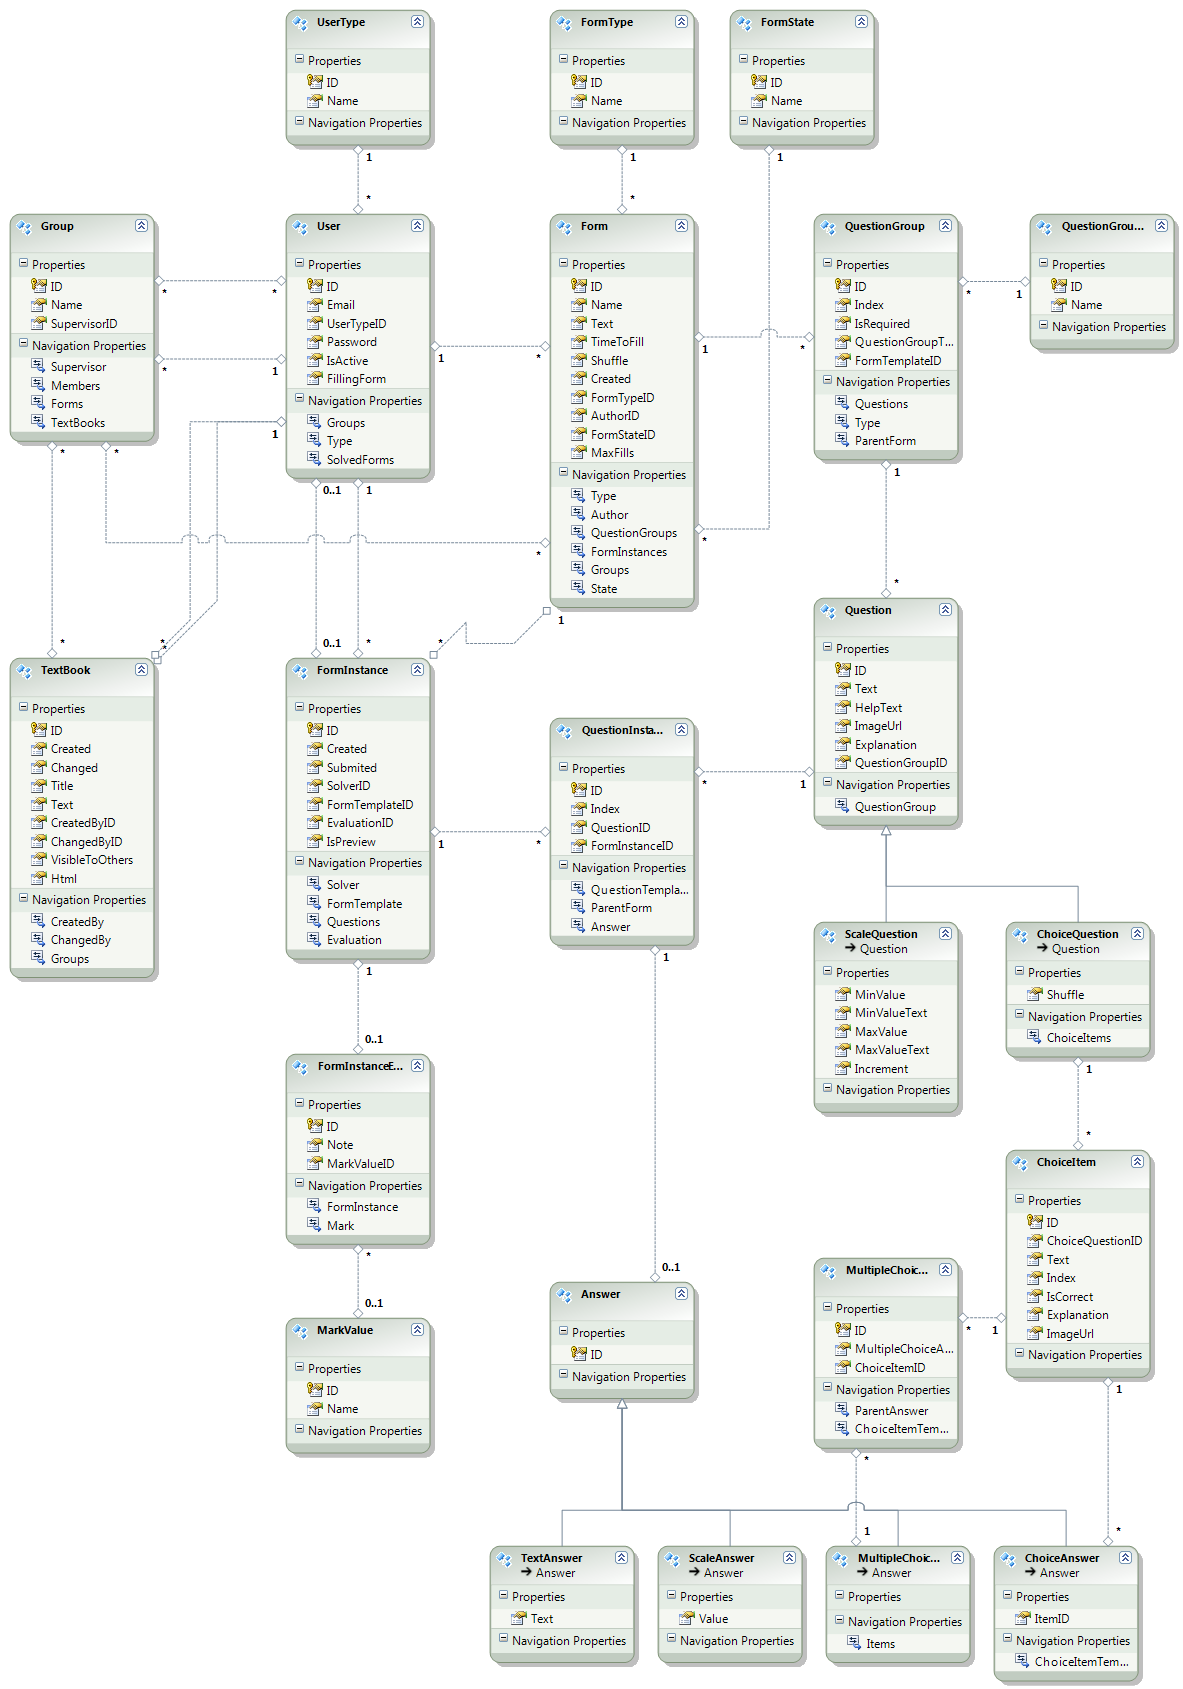 UserType
Properties
ID
Name
Navigation Properties
1
*
FormType
Properties
ID
Name
Navigation Properties
1
*
FormState
Properties
ID
Name
Navigation Properties
1
*
Group
Properties
ID
Name
SupervisorID
Navigation Properties
Supervisor
Members
Forms
TextBooks
*
*
*
1
*
*
User
Properties
ID
Email
UserTypeID
Password
IsActive
FillingForm
Navigation Properties
Groups
Type
SolvedForms
1
*
1
0..1
1
Form
Properties
ID
Name
Text
TimeToFill
Shuffle
Created
FormTypeID
AuthorID
FormStateID
MaxFills
Navigation Properties
Type
Author
QuestionGroups
FormInstances
Groups
State
1
*
*
1
QuestionGroup
Properties
ID
Index
IsRequired
QuestionGroupT...
FormTemplateID
Navigation Properties
Questions
Type
ParentForm
*
1
1
*
QuestionGrou...
Properties
ID
Name
Navigation Properties
TextBook
Properties
ID
Created
Changed
Title
Text
CreatedByID
ChangedByID
VisibleToOthers
Html
Navigation Properties
CreatedBy
ChangedBy
Groups
*
*
*
0..1
*
*
FormInstance
Properties
ID
Created
Submited
SolverID
FormTemplateID
EvaluationID
IsPreview
Navigation Properties
Solver
FormTemplate
Questions
Evaluation
1
*
1
0..1
QuestionInsta...
Properties
ID
Index
QuestionID
FormInstanceID
Navigation Properties
QuestionTempla...
ParentForm
Answer
*
1
1
0..1
Question
Properties
ID
Text
HelpText
ImageUrl
Explanation
QuestionGroupID
Navigation Properties
QuestionGroup
ScaleQuestion
Question
Properties
MinValue
MinValueText
MaxValue
MaxValueText
Increment
Navigation Properties
ChoiceQuestion
Question
Properties
Shuffle
Navigation Properties
ChoiceItems
1
*
FormInstanceE...
Properties
ID
Note
MarkValueID
Navigation Properties
FormInstance
Mark
*
0..1
MarkValue
Properties
ID
Name
Navigation Properties
Answer
Properties
ID
Navigation Properties
MultipleChoic...
Properties
ID
MultipleChoiceA...
ChoiceItemID
Navigation Properties
ParentAnswer
ChoiceItemTem...
*
1
*
1
ChoiceItem
Properties
ID
ChoiceQuestionID
Text
Index
IsCorrect
Explanation
ImageUrl
Navigation Properties
1
*
TextAnswer
Answer
Properties
Text
Navigation Properties
ScaleAnswer
Answer
Properties
Value
Navigation Properties
MultipleChoic...
Answer
Properties
Navigation Properties
Items
ChoiceAnswer
Answer
Properties
ItemID
Navigation Properties
ChoiceItemTem...